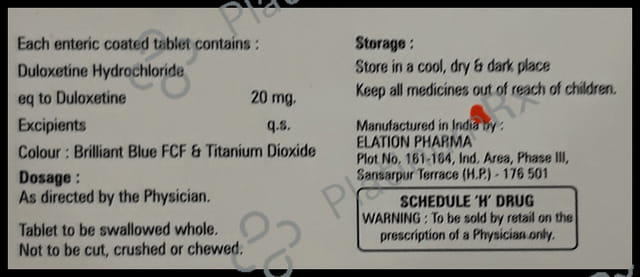 Each enteric coated tablet contains :
Duloxetine Hydrochloride
eq to Duloxetine 20 mg.
Excipients q.s.
Colour : Brilliant Blue FCF & Titanium Dioxide
Dosage :
As directed by the Physician.
Tablet to be swallowed whole.
Not to be cut, crushed or chewed.
Storage :
Store in a cool, dry & dark place
Keep all medicines out of reach of children.
Manufactured in India by :
ELATION PHARMA
Plot No. 161-164, Ind. Area, Phase III,
Sansarpur Terrace (H.P.) - 176 501
SCHEDULE 'H' DRUG
WARNING : To be sold by retail on the
prescription of a Physician only.